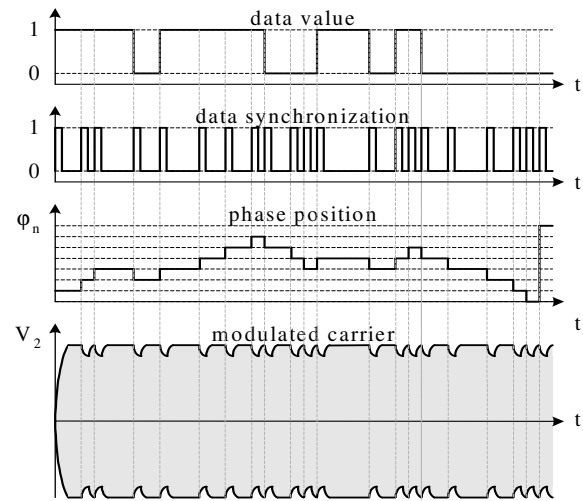 data value
1
0
t
data synchronization
1
0
t
phase position
φn
t
modulated carrier
V2
t